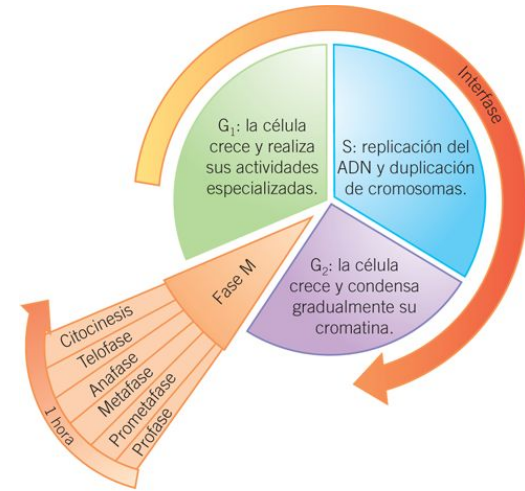 Interfase
G₁: la célula
crece y realiza
sus actividades
especializadas.
S: replicación del
ADN y duplicación
de cromosomas.
G₂: la célula
crece y condensa
gradualmente su
cromatina.
Fase M
Citocinesis
Telofase
Anafase
Metafase
Prometafase
Profase
1 hora